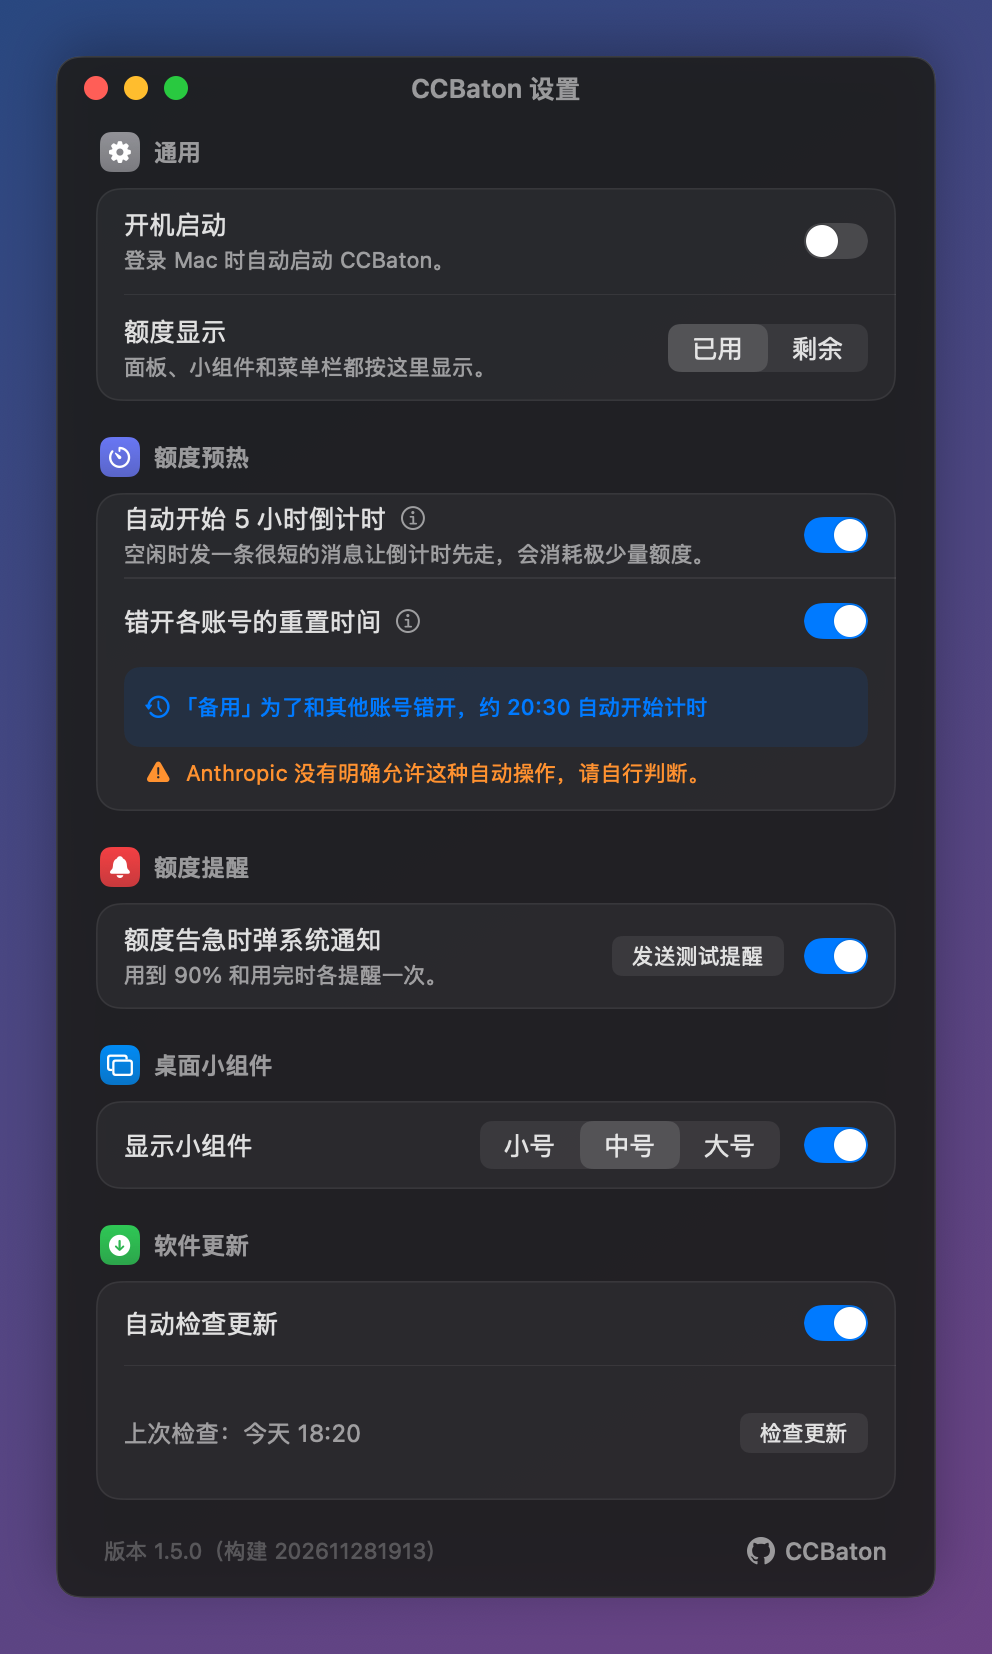 CCBaton 设置
通用
开机启动
登录 Mac 时自动启动 CCBaton。
额度显示
面板、小组件和菜单栏都按这里显示。
已用 剩余
额度预热
自动开始 5 小时倒计时
空闲时发一条很短的消息让倒计时先走，会消耗极少量额度。
错开各账号的重置时间
「备用」为了和其他账号错开，约 20:30 自动开始计时
Anthropic 没有明确允许这种自动操作，请自行判断。
额度提醒
额度告急时弹系统通知
用到 90% 和用完时各提醒一次。
发送测试提醒
桌面小组件
显示小组件
小号 中号 大号
软件更新
自动检查更新
上次检查：今天 18:20
检查更新
版本 1.5.0（构建 202611281913）
CCBaton